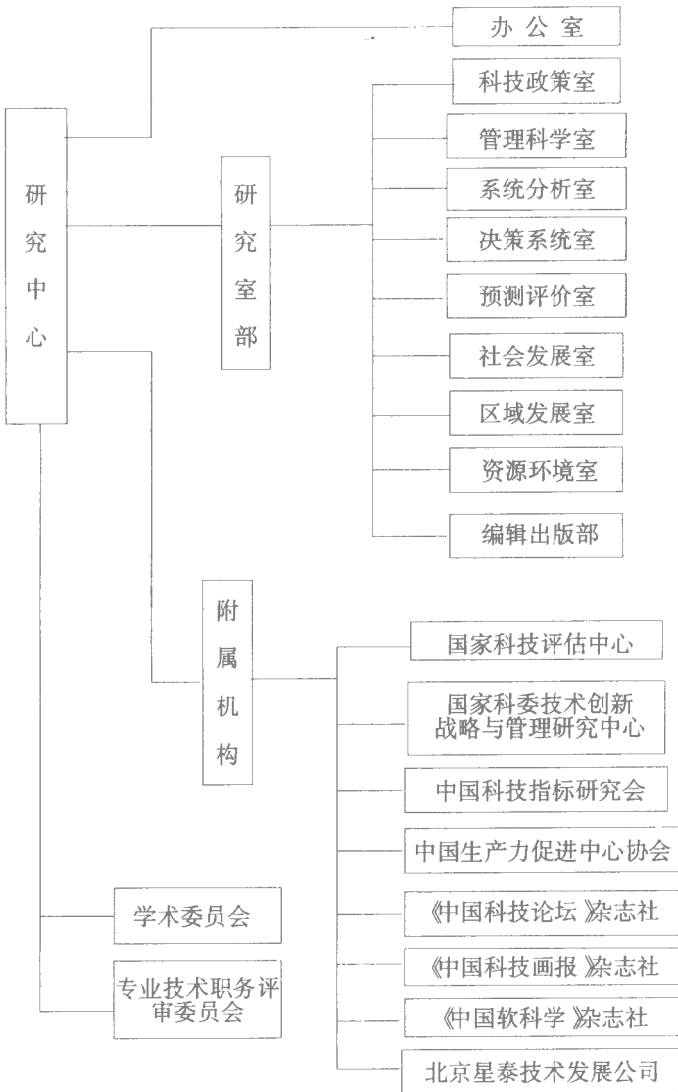 办公室
科技政策室
管理科学室
系统分析室
决策系统室
预测评价室
社会发展室
区域发展室
资源环境室
编辑出版部
研究中心
研究室部
附属机构
国家科技评估中心
国家科委技术创新
战略与管理研究中心
中国科技指标研究会
中国生产力促进中心协会
《中国科技论坛》杂志社
《中国科技画报》杂志社
《中国软科学》杂志社
北京星泰技术发展公司
学术委员会
专业技术职务评
审委员会